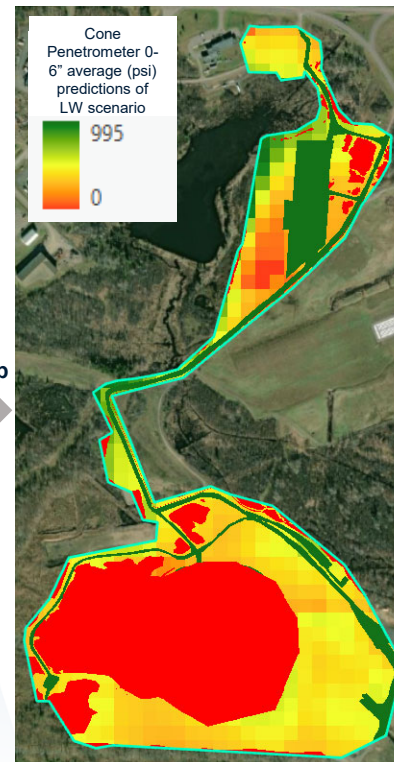 Cone
Penetrometer 0-
6” average (psi)
predictions of
LW scenario
995
0